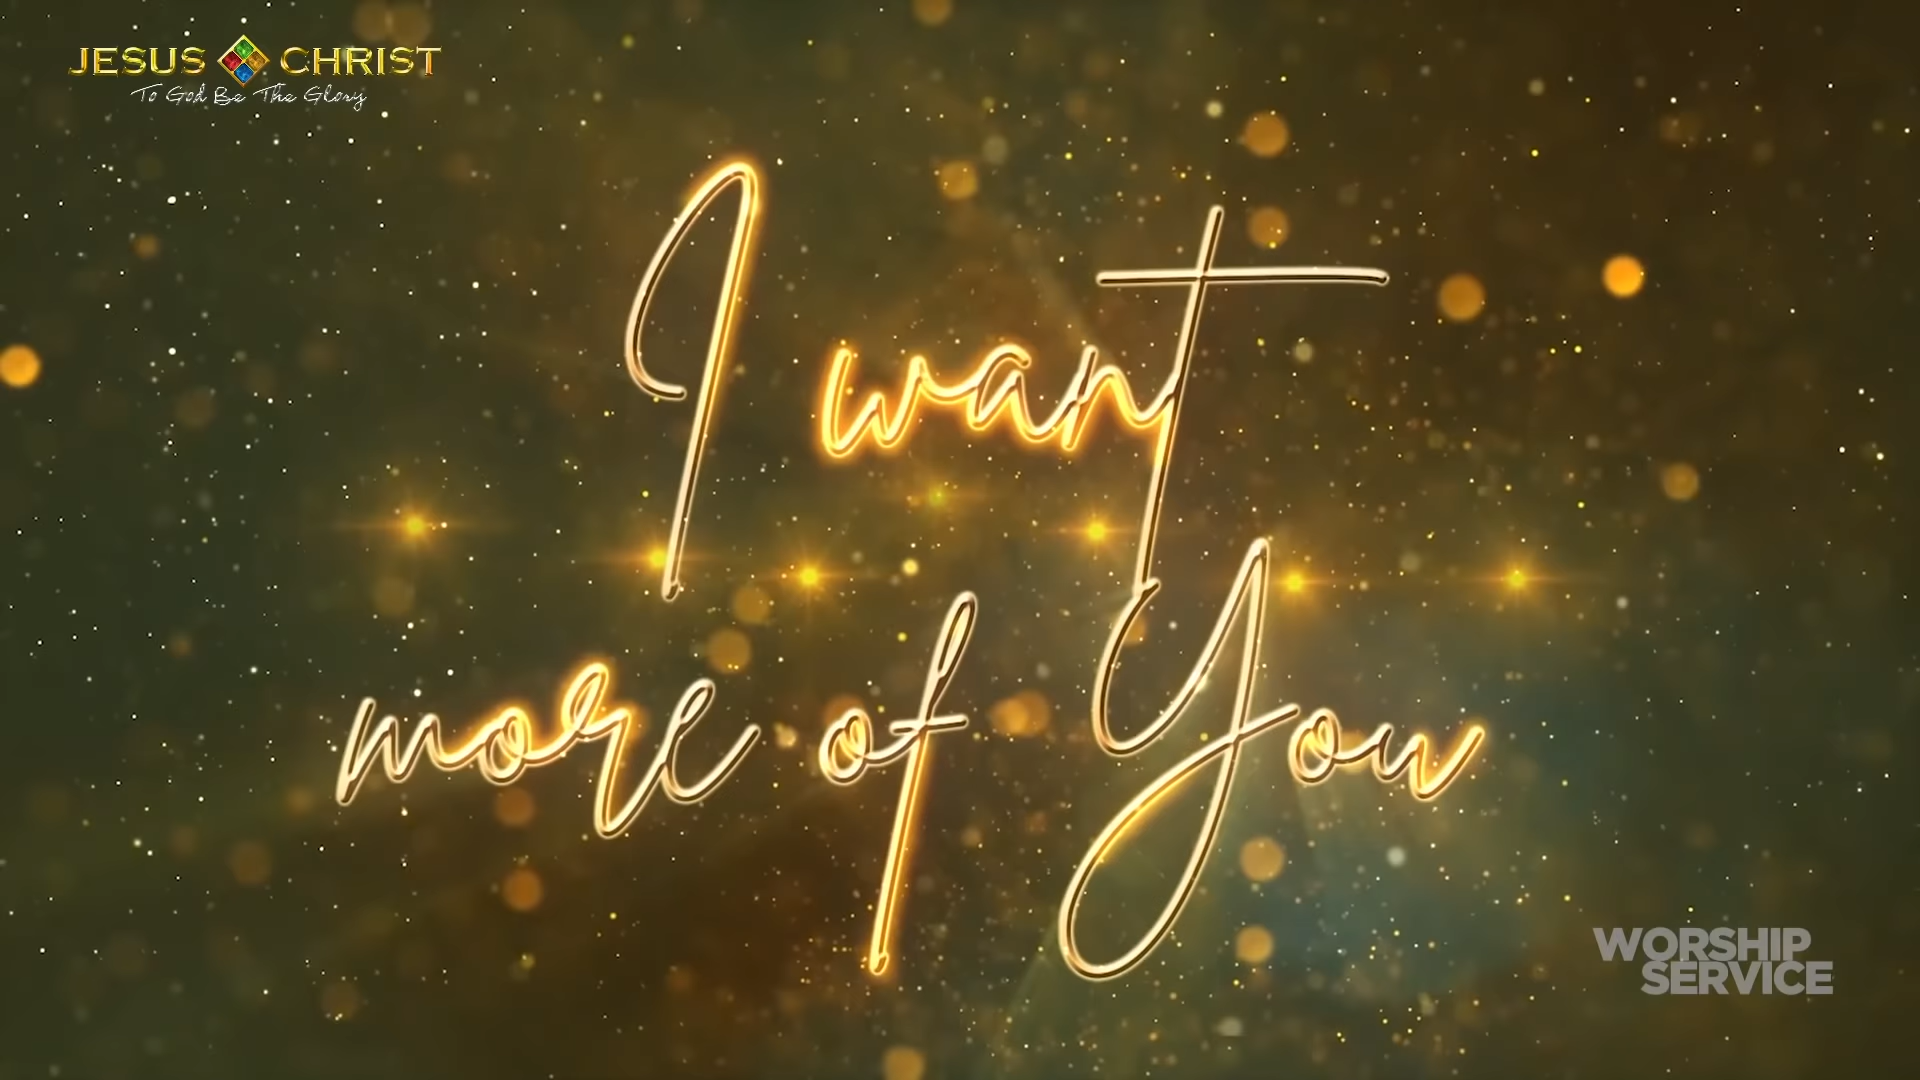 JESUS CHRIST
To God Be The Glory
I want
more of You
WORSHIP
SERVICE